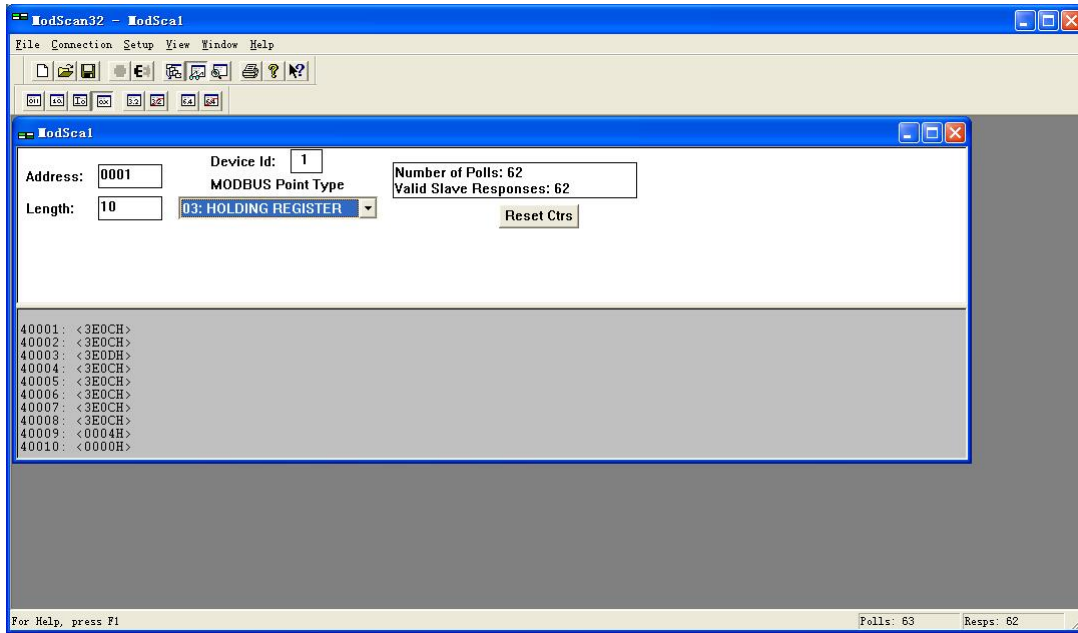 ModScan32 - ModSca1
File Connection Setup View Window Help
ModSca1
Address: 0001
Device Id: 1
MODBUS Point Type
Length: 10
03: HOLDING REGISTER
Number of Polls: 62
Valid Slave Responses: 62
Reset Ctrs
40001: <3E0CH>
40002: <3E0CH>
40003: <3E0DH>
40004: <3E0CH>
40005: <3E0CH>
40006: <3E0CH>
40007: <3E0CH>
40008: <3E0CH>
40009: <0004H>
40010: <0000H>
For Help, press F1
Polls: 63
Resps: 62